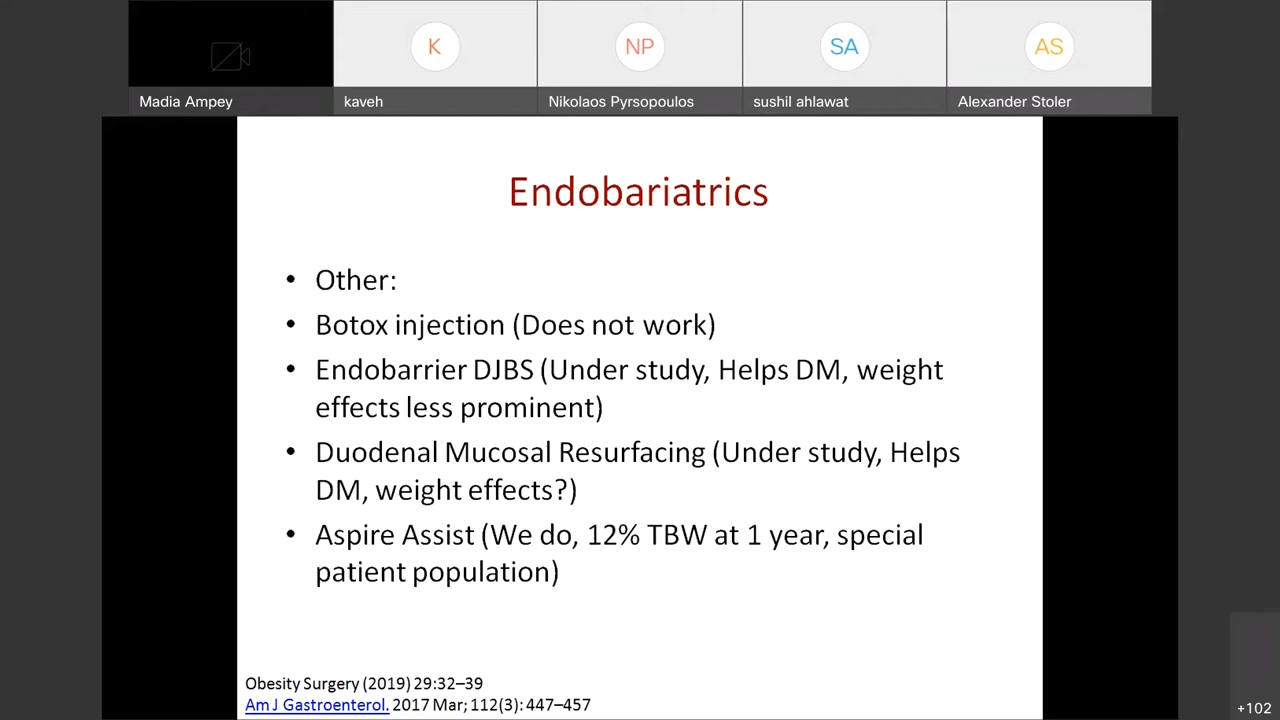 K
NP
SA
AS
Madia Ampey
kaveh
Nikolaos Pyrsopoulos
sushil ahlawat
Alexander Stoler
Endobariatrics
• Other:
• Botox injection (Does not work)
• Endobarrier DJBS (Under study, Helps DM, weight
effects less prominent)
• Duodenal Mucosal Resurfacing (Under study, Helps
DM, weight effects?)
• Aspire Assist (We do, 12% TBW at 1 year, special
patient population)
Obesity Surgery (2019) 29:32–39
Am J Gastroenterol. 2017 Mar; 112(3): 447–457
+102